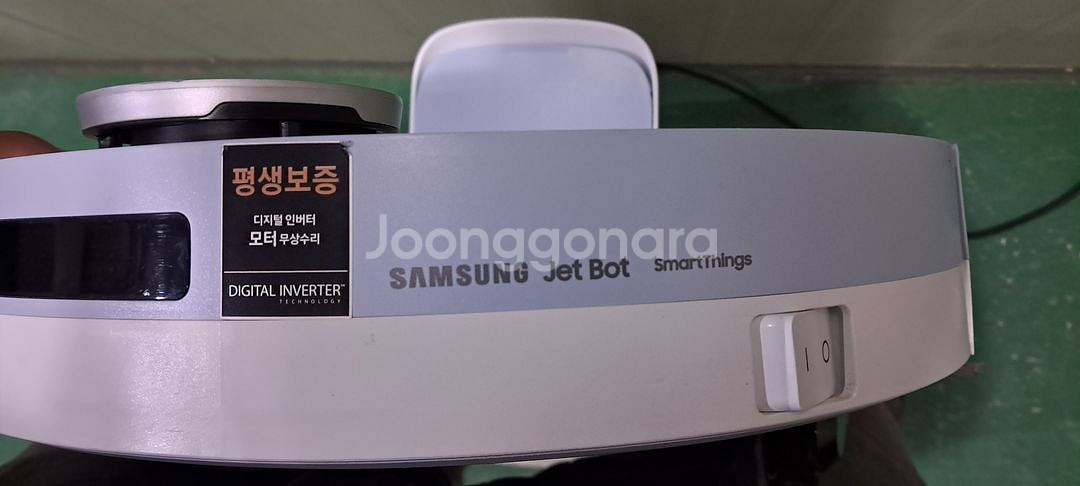 평생보증
디지털 인버터
모터 무상수리
DIGITAL INVERTER™
TECHNOLOGY
Joonggonara
SAMSUNG Jet Bot SmartThings
I O